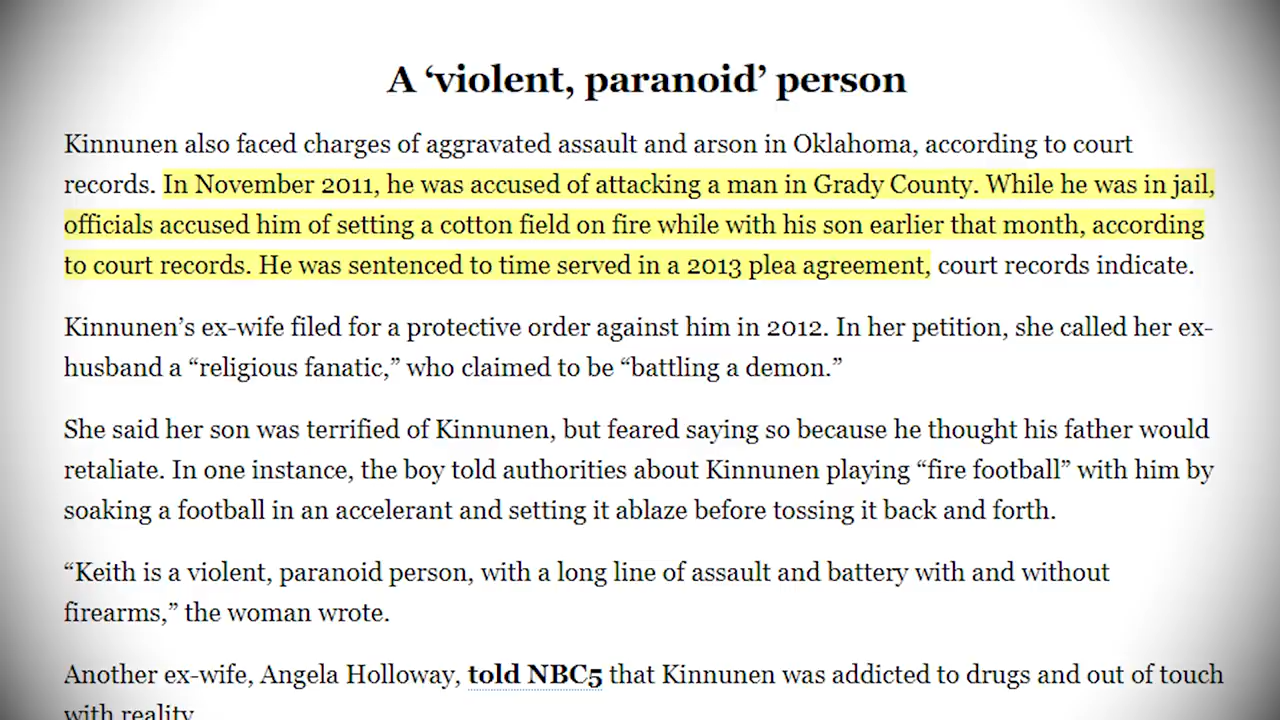 A ‘violent, paranoid’ person
Kinnunen also faced charges of aggravated assault and arson in Oklahoma, according to court
records. In November 2011, he was accused of attacking a man in Grady County. While he was in jail,
officials accused him of setting a cotton field on fire while with his son earlier that month, according
to court records. He was sentenced to time served in a 2013 plea agreement, court records indicate.
Kinnunen’s ex-wife filed for a protective order against him in 2012. In her petition, she called her ex-
husband a “religious fanatic,” who claimed to be “battling a demon.”
She said her son was terrified of Kinnunen, but feared saying so because he thought his father would
retaliate. In one instance, the boy told authorities about Kinnunen playing “fire football” with him by
soaking a football in an accelerant and setting it ablaze before tossing it back and forth.
“Keith is a violent, paranoid person, with a long line of assault and battery with and without
firearms,” the woman wrote.
Another ex-wife, Angela Holloway, told NBC5 that Kinnunen was addicted to drugs and out of touch
with reality